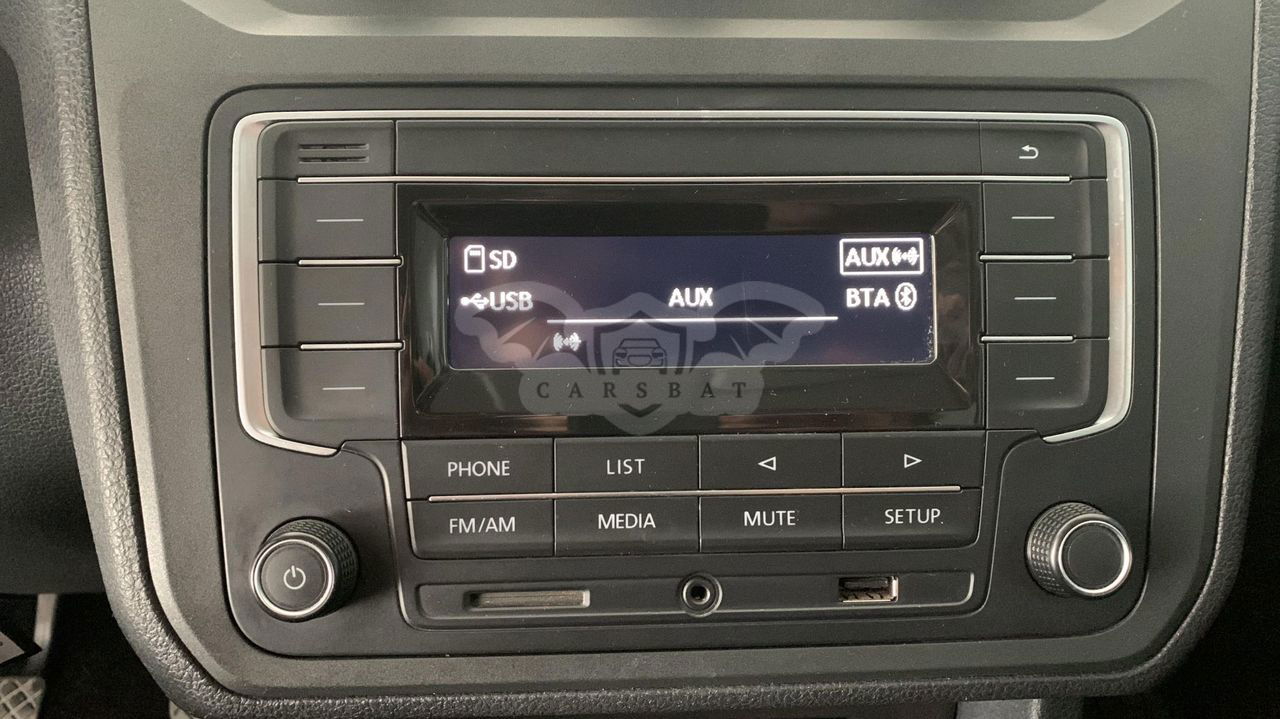 SD
AUX
USB
AUX
BTA
CARSBAT
PHONE
LIST
FM/AM
MEDIA
MUTE
SETUP